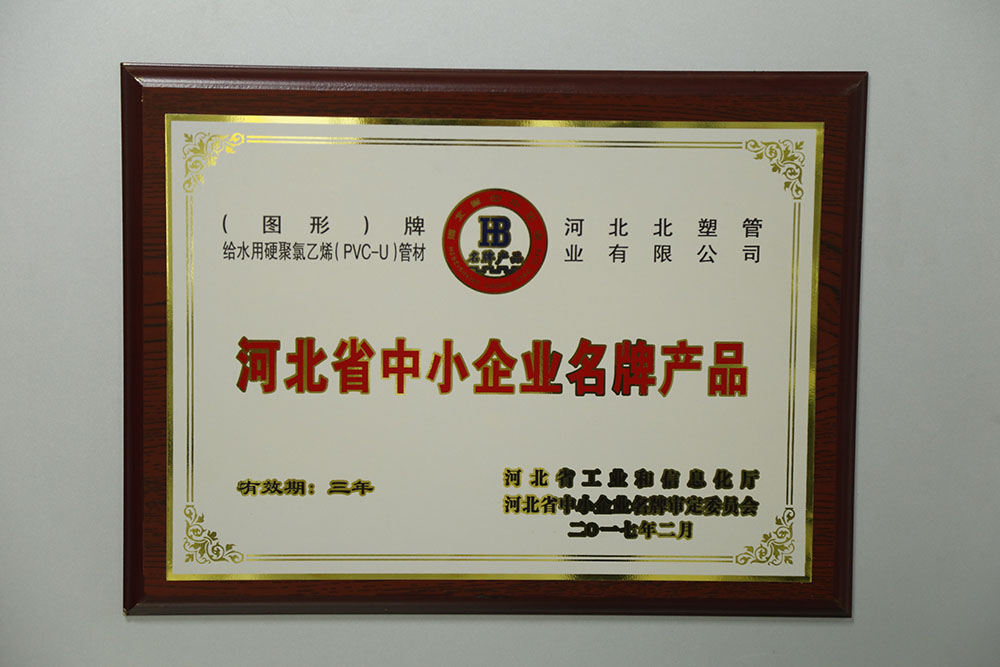 (图形)牌
给水用硬聚氯乙烯(PVC-U)管材
HB
名牌产品
河北北塑管
业有限公司
河北省中小企业名牌产品
有效期：三年
河北省工业和信息化厅
河北省中小企业名牌审定委员会
二〇一七年二月